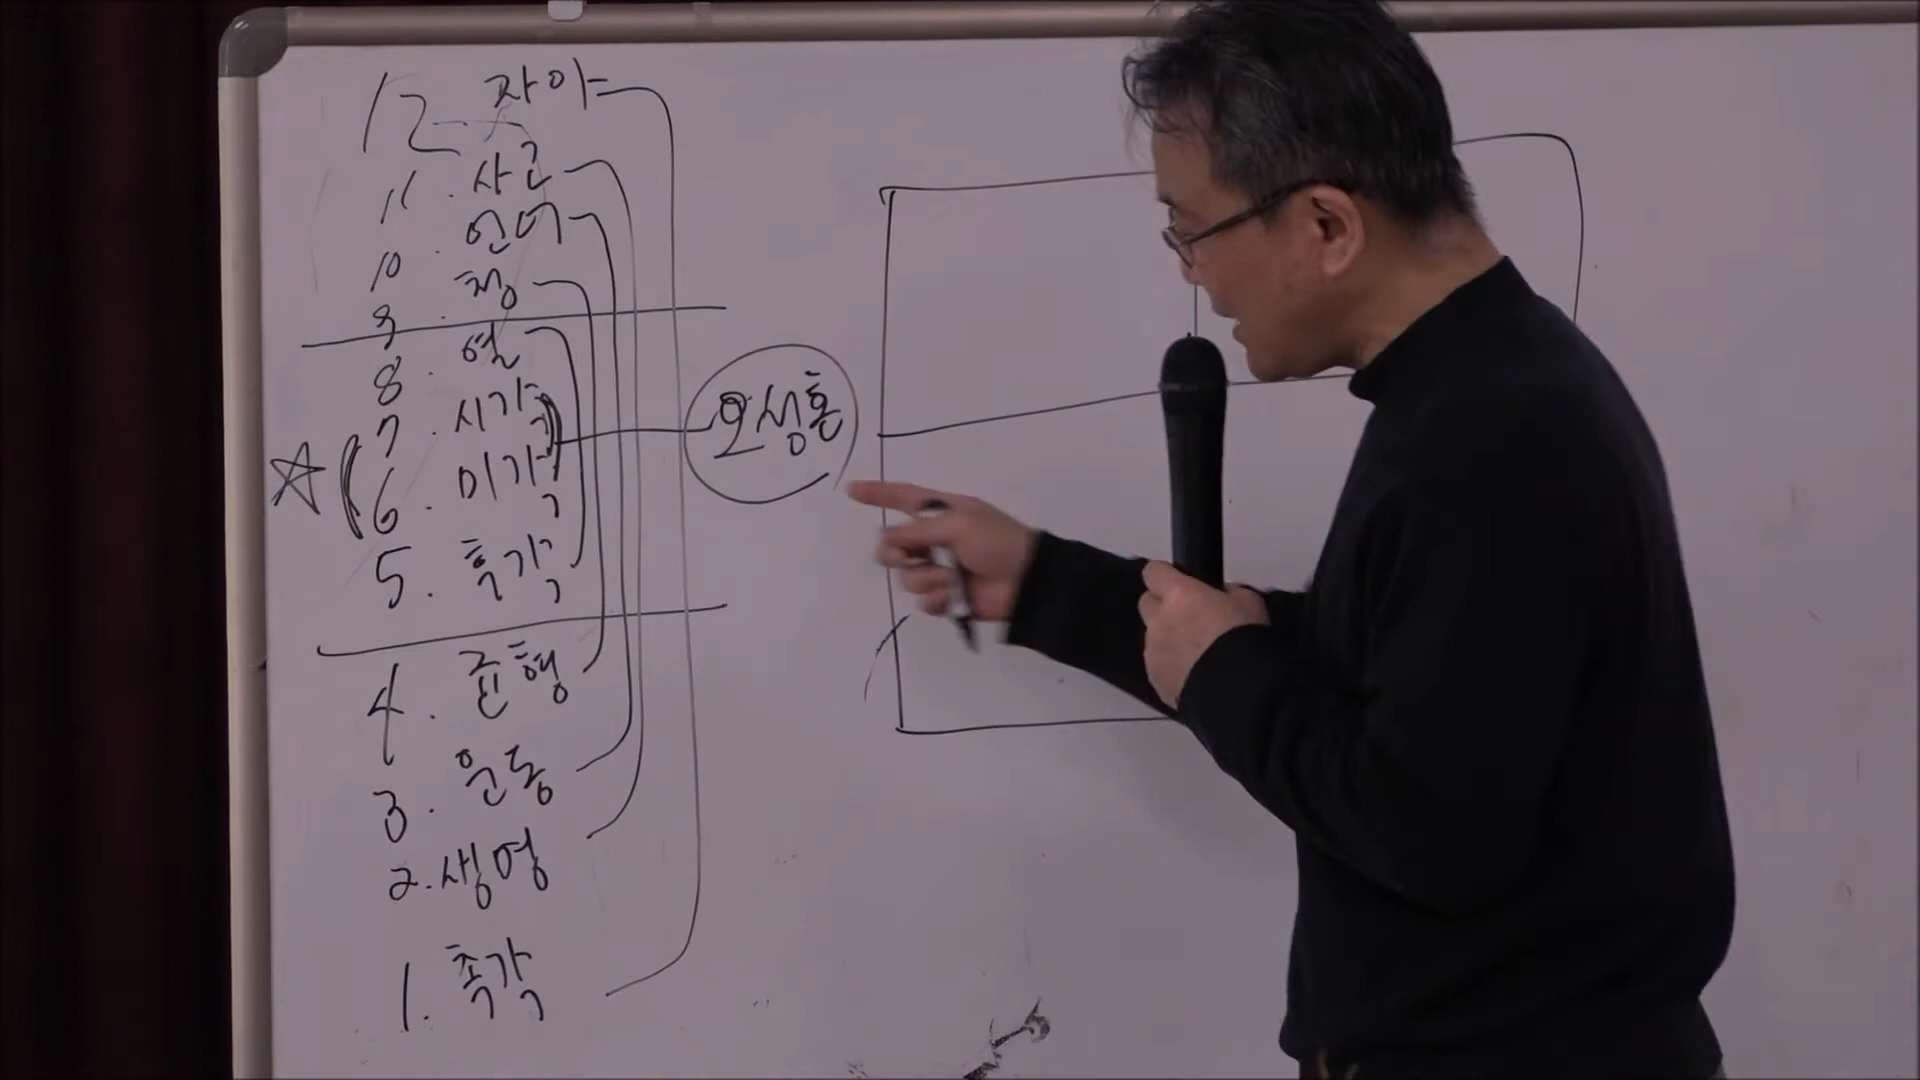 12 자아
11. 사고
10. 언어
9. 청
8. 열
7. 시각
6. 미각
5. 후각
4. 균형
3. 운동
2. 생명
1. 촉각
오성혼